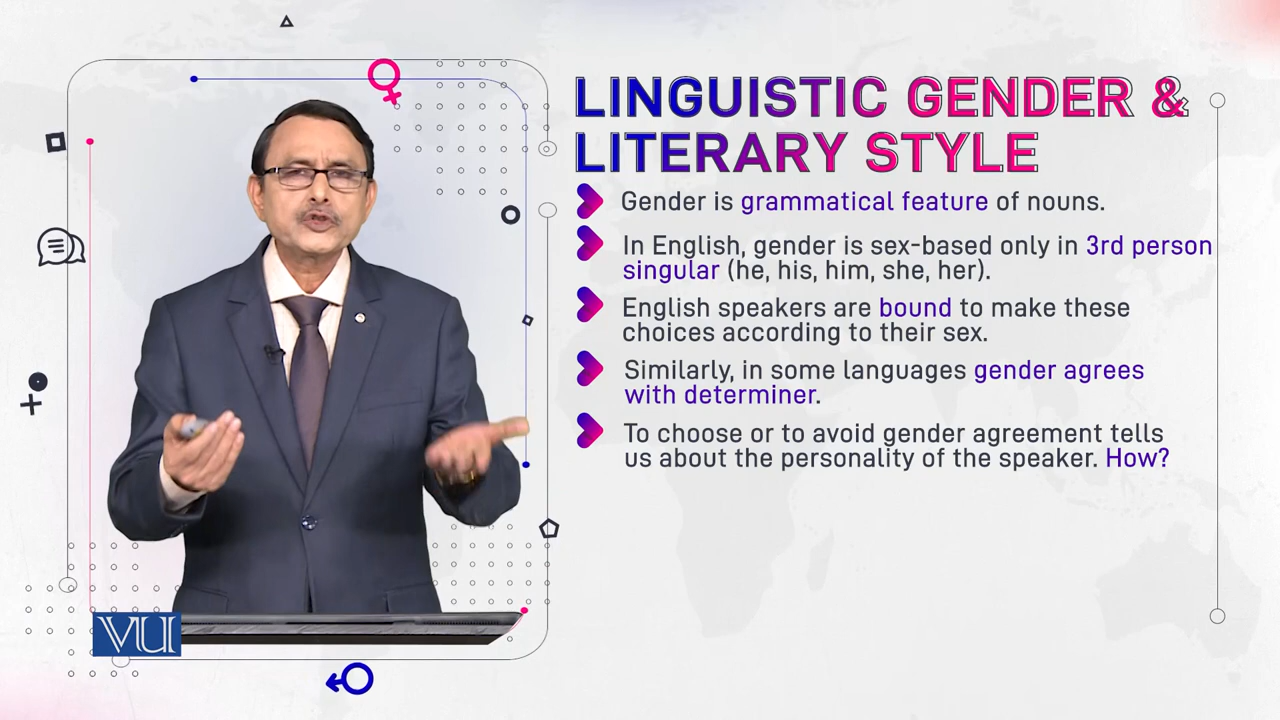 LINGUISTIC GENDER &
LITERARY STYLE
Gender is grammatical feature of nouns.
In English, gender is sex-based only in 3rd person
singular (he, his, him, she, her).
English speakers are bound to make these
choices according to their sex.
Similarly, in some languages gender agrees
with determiner.
To choose or to avoid gender agreement tells
us about the personality of the speaker. How?
VU